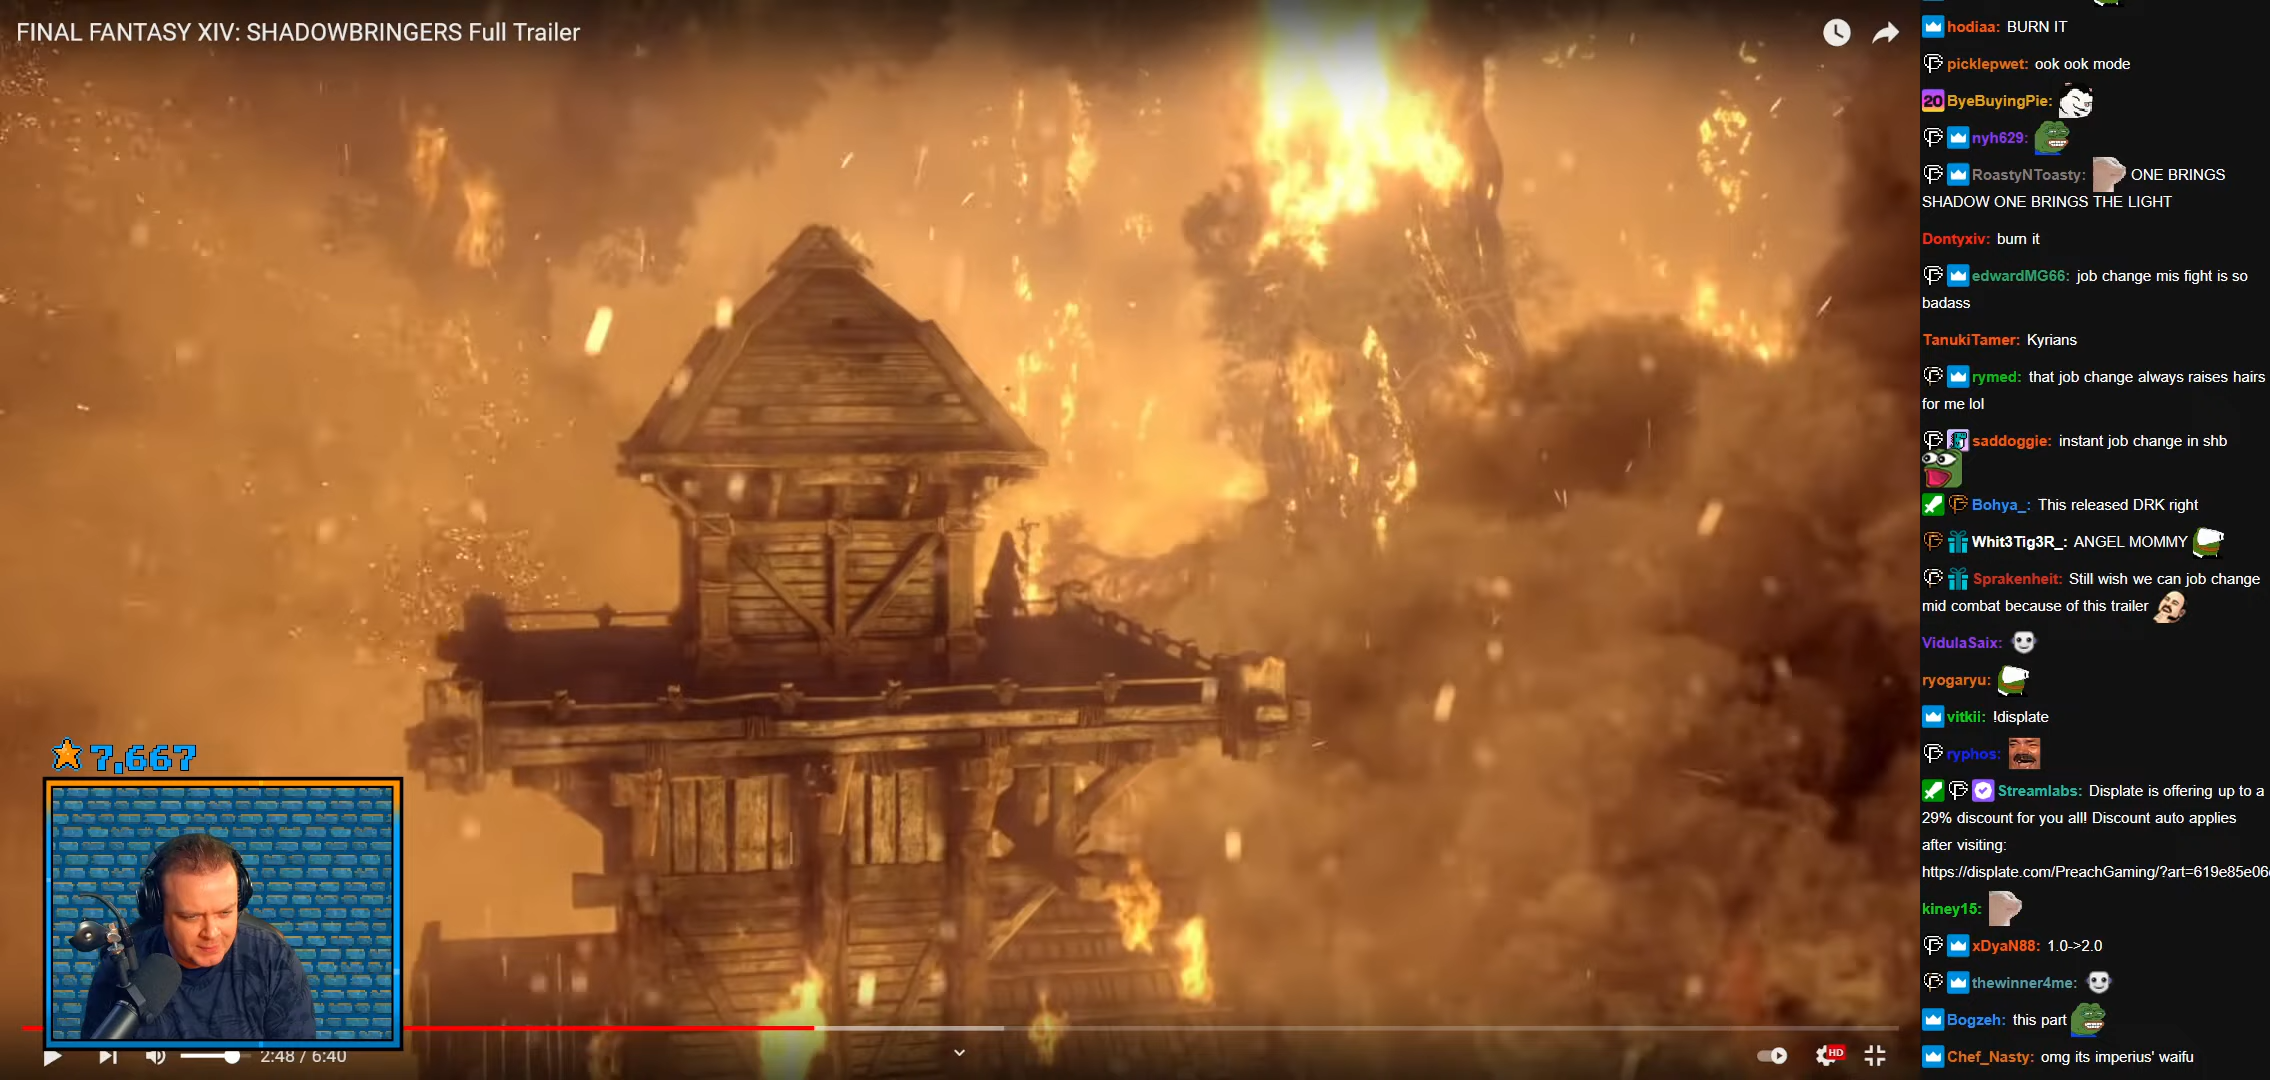 FINAL FANTASY XIV: SHADOWBRINGERS Full Trailer
7,667
2:48 / 6:40
HD
hodiaa: BURN IT
picklepwet: ook ook mode
20 ByeBuyingPie:
nyh629:
RoastyNToasty: ONE BRINGS
SHADOW ONE BRINGS THE LIGHT
Dontyxiv: burn it
edwardMG66: job change mis fight is so
badass
TanukiTamer: Kyrians
rymed: that job change always raises hairs
for me lol
saddoggie: instant job change in shb
Bohya_: This released DRK right
Whit3Tig3R_: ANGEL MOMMY
Sprakenheit: Still wish we can job change
mid combat because of this trailer
VidulaSaix:
ryogaryu:
vitkii: !displate
ryphos:
Streamlabs: Displate is offering up to a
29% discount for you all! Discount auto applies
after visiting:
https://displate.com/PreachGaming/?art=619e85e06
kiney15:
xDyaN88: 1.0->2.0
thewinner4me:
Bogzeh: this part
Chef_Nasty: omg its imperius' waifu